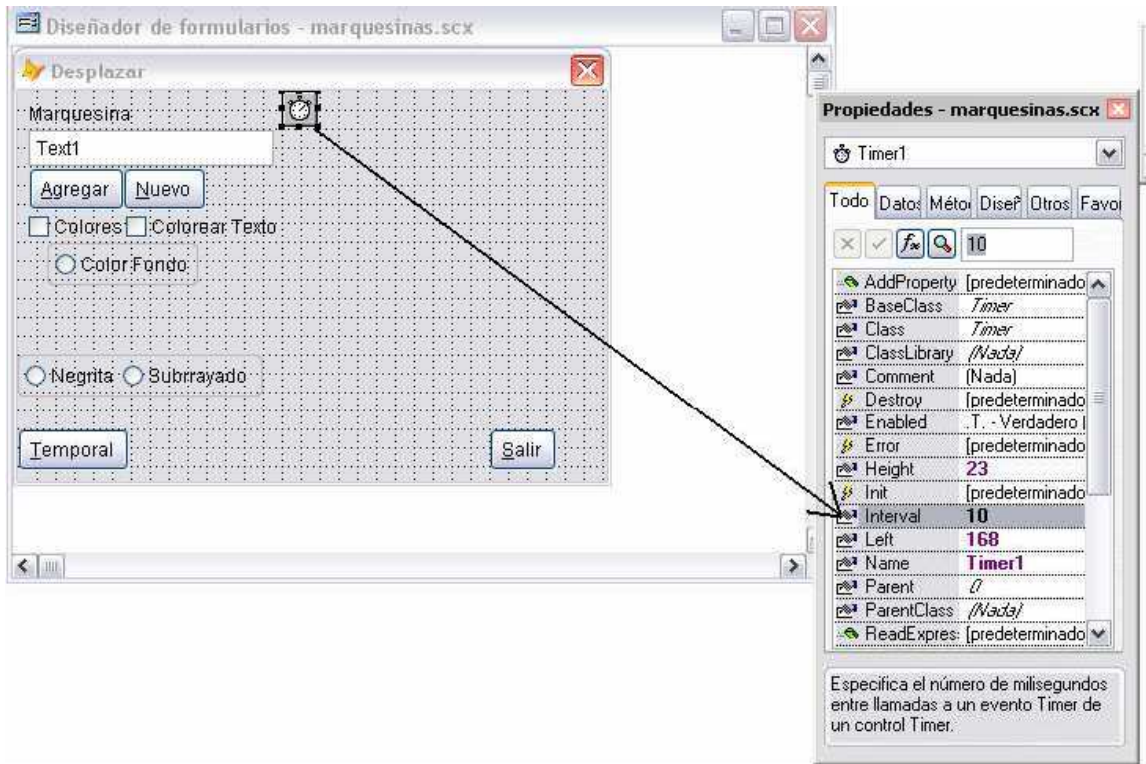 Diseñador de formularios - marquesinas.scx
Desplazar
Marquesina
Text1
Agregar Nuevo
Colores Colorear Texto
Color Fondo
Negrita Subrrayado
Temporal Salir
Propiedades - marquesinas.scx
Timer1
Todo Datos Métoı Diseñ Otros Favoı
10
AddProperty [predeterminado
BaseClass Timer
Class Timer
ClassLibrary (Nada)
Comment (Nada)
Destroy [predeterminado
Enabled .T. - Verdadero (
Error [predeterminado
Height 23
Init [predeterminado
Interval 10
Left 168
Name Timer1
Parent 0
ParentClass (Nada)
ReadExpres: [predeterminado
Especifica el número de milisegundos
entre llamadas a un evento Timer de
un control Timer.